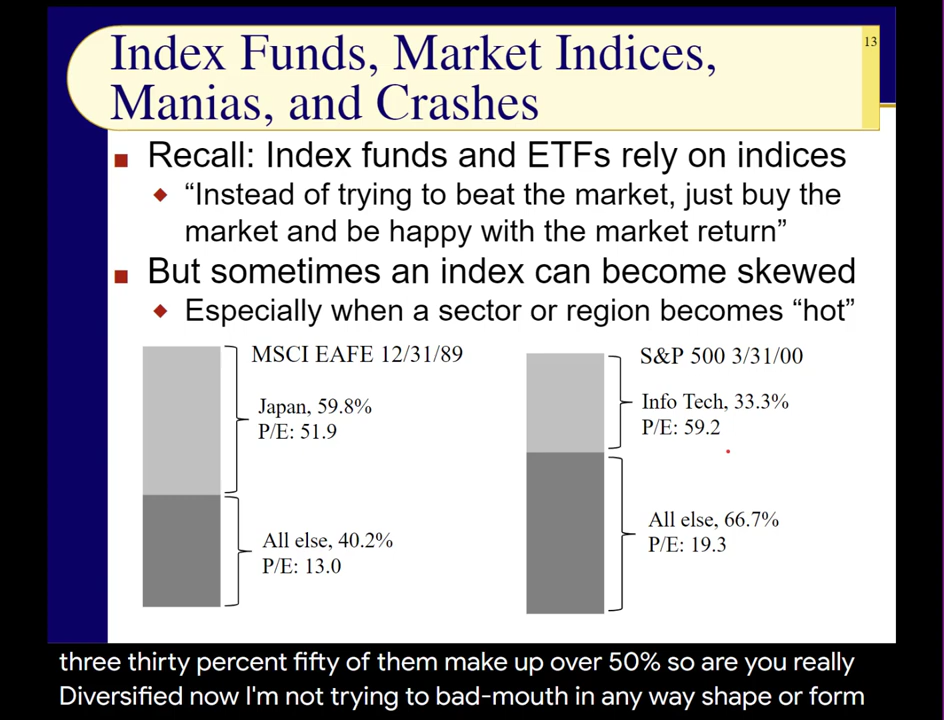 13
Index Funds, Market Indices,
Manias, and Crashes
Recall: Index funds and ETFs rely on indices
“Instead of trying to beat the market, just buy the
market and be happy with the market return”
But sometimes an index can become skewed
Especially when a sector or region becomes “hot”
MSCI EAFE 12/31/89
Japan, 59.8%
P/E: 51.9
All else, 40.2%
P/E: 13.0
S&P 500 3/31/00
Info Tech, 33.3%
P/E: 59.2
All else, 66.7%
P/E: 19.3
three thirty percent fifty of them make up over 50% so are you really
Diversified now I'm not trying to bad-mouth in any way shape or form